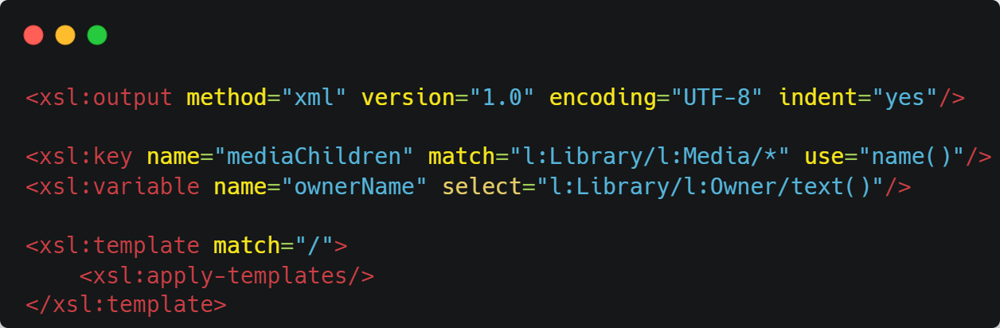 <xsl:output method="xml" version="1.0" encoding="UTF-8" indent="yes"/>

<xsl:key name="mediaChildren" match="l:Library/l:Media/*" use="name()"/>
<xsl:variable name="ownerName" select="l:Library/l:Owner/text()"/>

<xsl:template match="/">
    <xsl:apply-templates/>
</xsl:template>